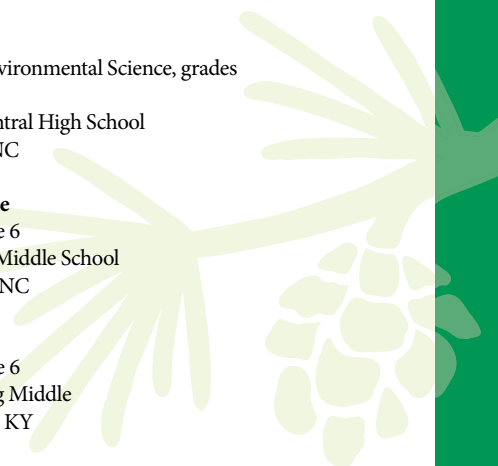 vironmental Science, grades
ntral High School
NC
e
e 6
Middle School
NC
e 6
g Middle
KY